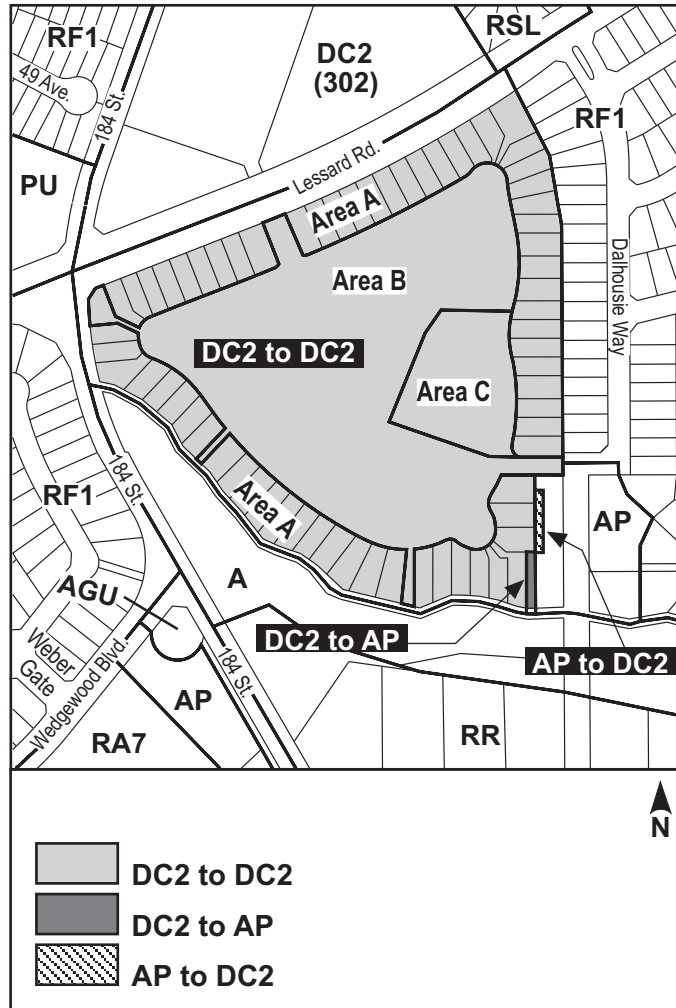 RF1
49 Ave.
184 St.
DC2
(302)
RSL
RF1
PU
Lessard Rd.
Area A
Area B
Dalhousie Way
DC2 to DC2
Area C
RF1
184 St.
Area A
AP
A
AGU
DC2 to AP
AP to DC2
Weber
Gate
Wedgewood Blvd.
184 St.
AP
RA7
RR
N
DC2 to DC2
DC2 to AP
AP to DC2